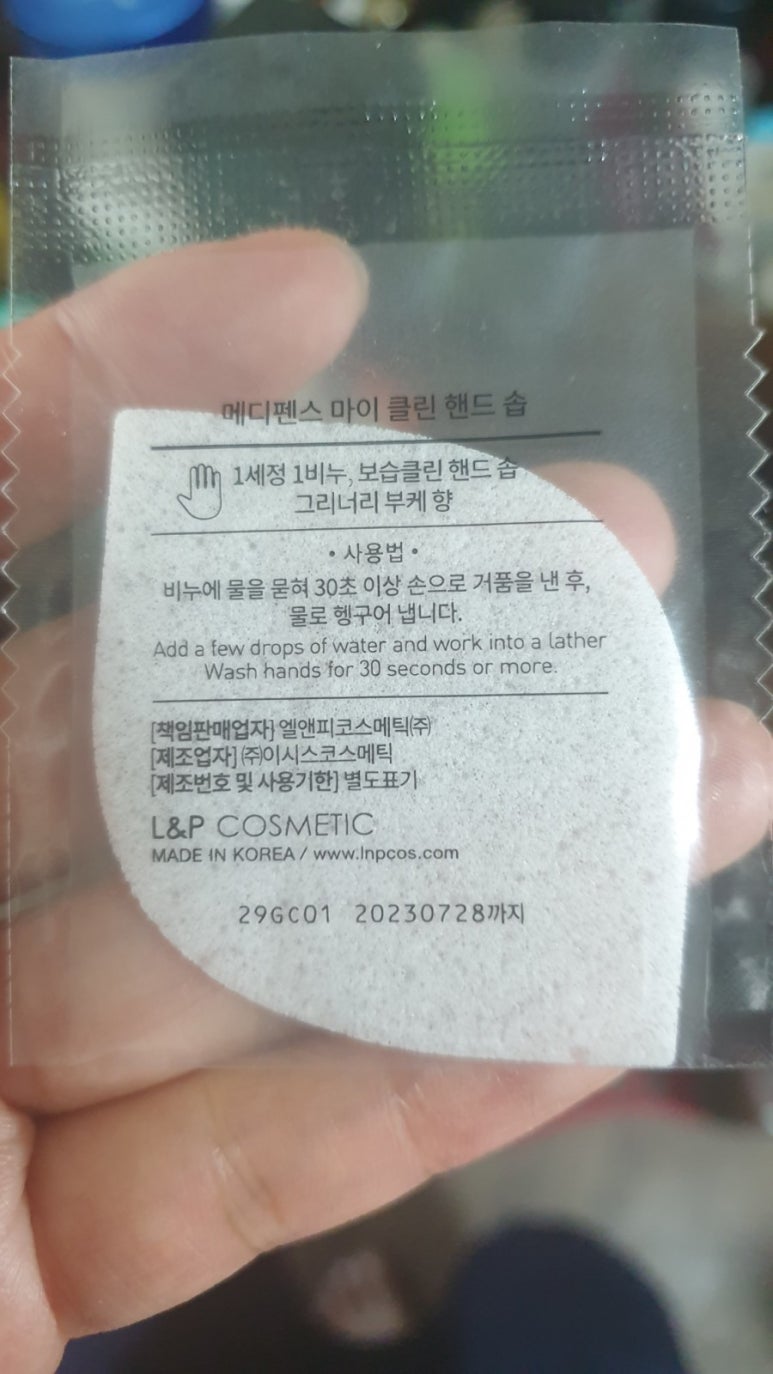 메디펜스 마이 클린 핸드 솝
1세정 1비누, 보습클린 핸드 솝
그리너리 부케 향
• 사용법 •
비누에 물을 묻혀 30초 이상 손으로 거품을 낸 후,
물로 헹구어 냅니다.
Add a few drops of water and work into a lather
Wash hands for 30 seconds or more.
[책임판매업자] 엘앤피코스메틱㈜
[제조업자] ㈜이시스코스메틱
[제조번호 및 사용기한] 별도표기
L&P COSMETIC
MADE IN KOREA / www.lnpcos.com
29GC01 20230728까지